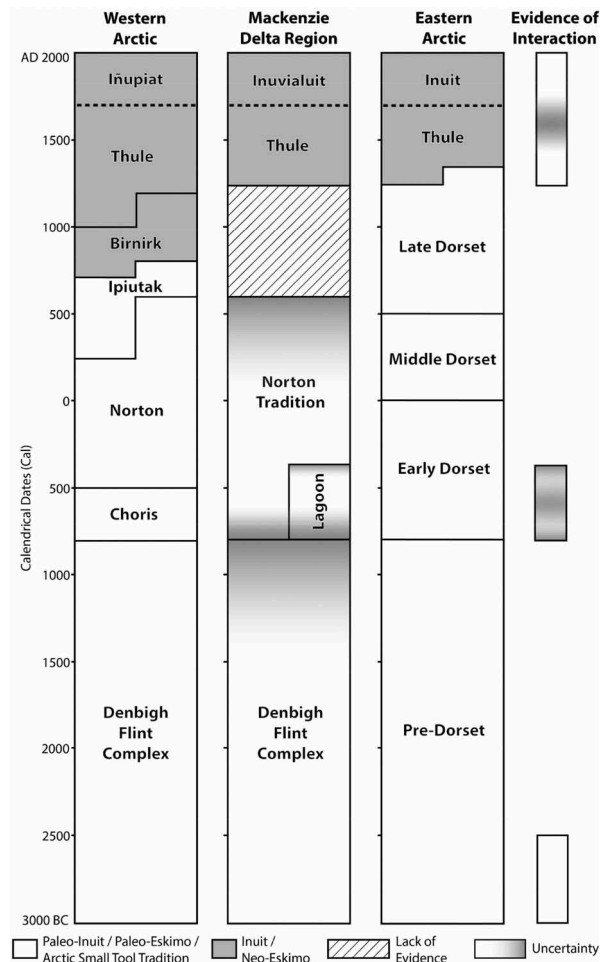 Western
Arctic
Mackenzie
Delta Region
Eastern
Arctic
Evidence of
Interaction
AD 2000
1500
1000
500
0
500
1000
1500
2000
2500
3000 BC
Calendrical Dates (Cal)
Iñupiat
Thule
Birnirk
Ipiutak
Norton
Choris
Denbigh
Flint
Complex
Inuvialuit
Thule
Norton
Tradition
Lagoon
Denbigh
Flint
Complex
Inuit
Thule
Late Dorset
Middle Dorset
Early Dorset
Pre-Dorset
Paleo-Inuit / Paleo-Eskimo /
Arctic Small Tool Tradition
Inuit /
Neo-Eskimo
Lack of
Evidence
Uncertainty